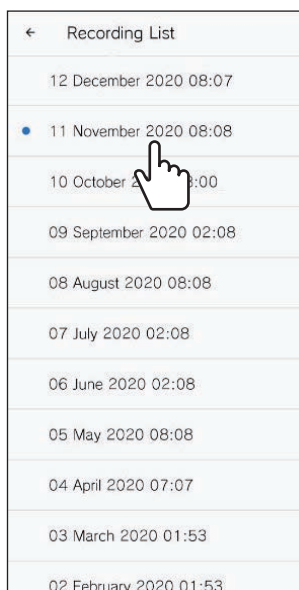 ← Recording List
12 December 2020 08:07
11 November 2020 08:08
10 October :00
09 September 2020 02:08
08 August 2020 08:08
07 July 2020 02:08
06 June 2020 02:08
05 May 2020 08:08
04 April 2020 07:07
03 March 2020 01:53
02 February 2020 01:53